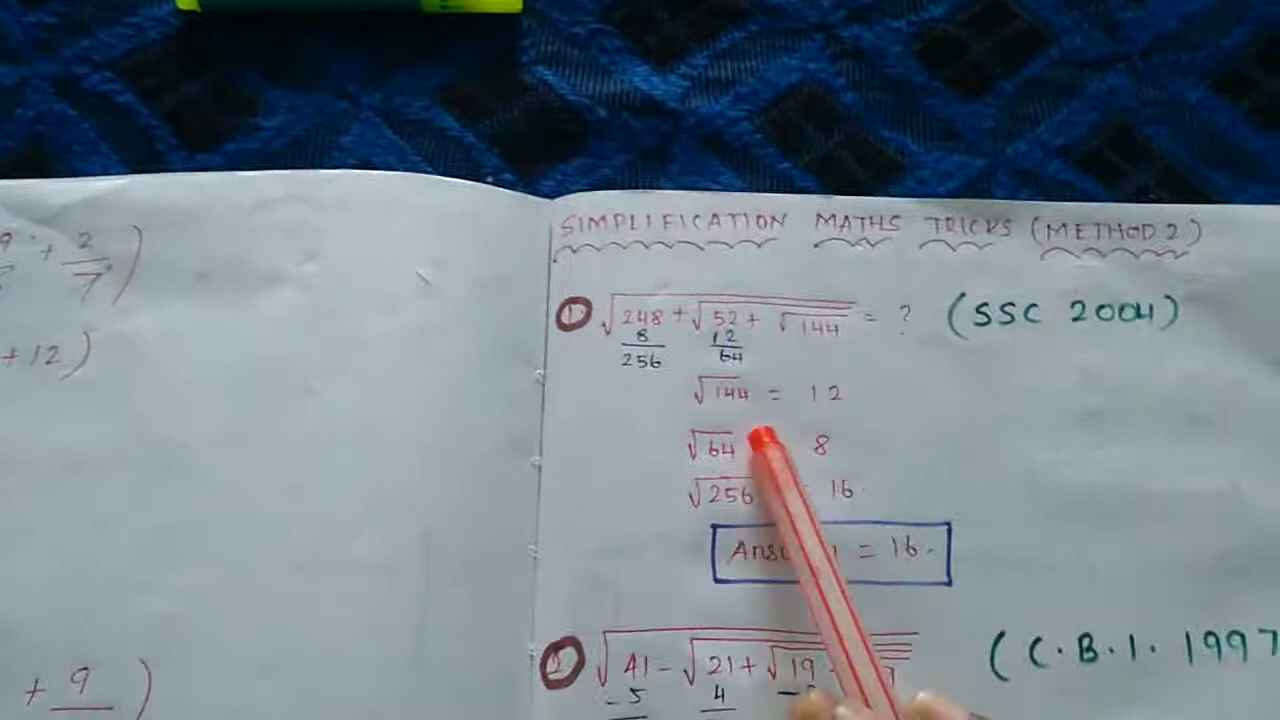 + 2/7 )
+ 12 )
+ 9 )
SIMPLIFICATION MATHS TRICKS (METHOD 2)
1. √248 + √52 + √144 = ? (SSC 2004)
8 12
256 64
√144 = 12
√64 8
√256 16.
= 16.
2. √41 - √21 + √19 (C.B.I. 1997
-5 4